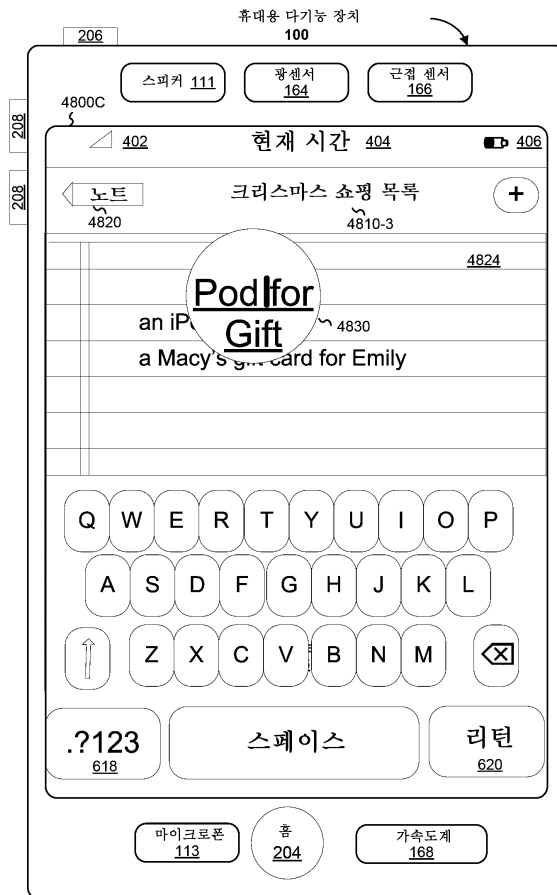 휴대용 다기능 장치
100
206
스피커 111
광센서
164
근접 센서
166
4800C
208
208
402
현재 시간 404
406
노트
크리스마스 쇼핑 목록
+
4820
4810-3
4824
Pod for
an iP
4830
Gift
a Macy's gift card for Emily
Q W E R T Y U I O P
A S D F G H J K L
Z X C V B N M
.?123
618
스페이스
리턴
620
마이크로폰
113
홈
204
가속도계
168